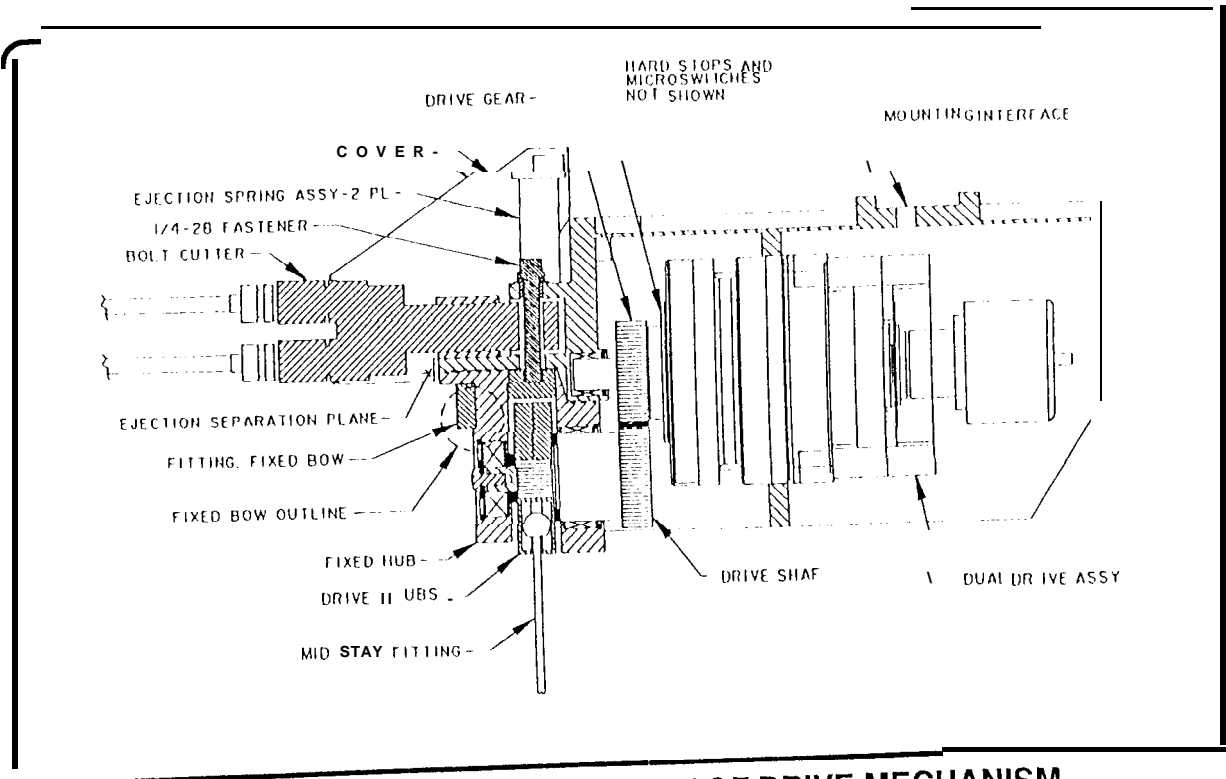 HARD STOPS AND
MICROSWITCHES
NOT SHOWN
DRIVE GEAR-
MOUNTINGINTERFACE
COVER-
EJECTION SPRING ASSY-2 PL-
1/4-28 FASTENER
BOLT CUTTER
EJECTION SEPARATION PLANE-
FITTING, FIXED BOW
FIXED BOW OUTLINE
FIXED HUB-
DRIVE HUBS -
MID STAY FITTING-
DRIVE SHAF
DUAL DRIVE ASSY
DRIVE MECHANISM